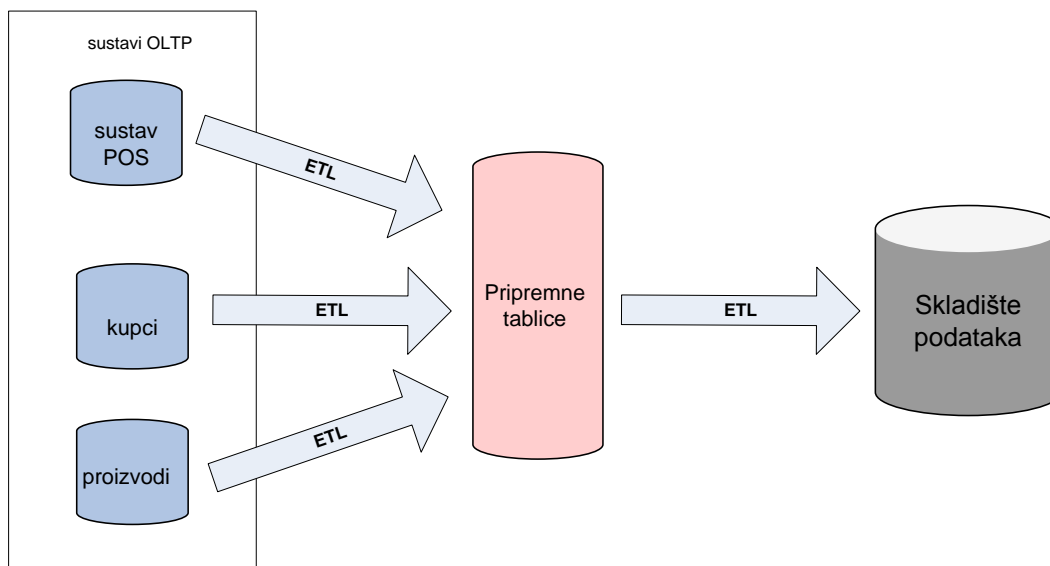 sustavi OLTP
sustav
POS
ETL
kupci
ETL
proizvodi
ETL
Pripremne
tablice
ETL
Skladište
podataka